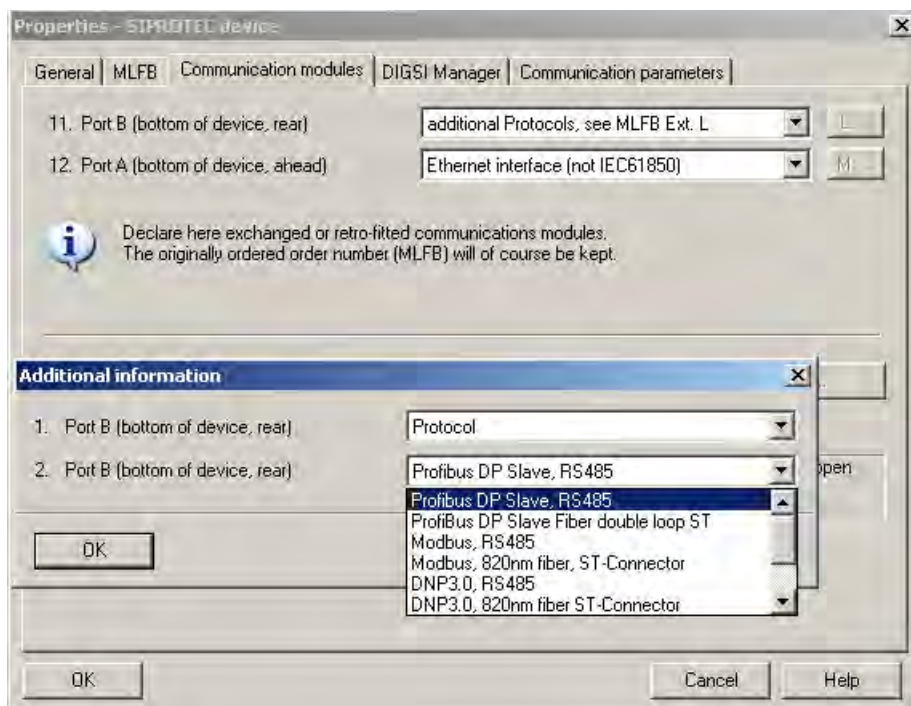 Properties - SIPROTEC device
General MLFB Communication modules DIGSI Manager Communication parameters
11. Port B (bottom of device, rear) additional Protocols, see MLFB Ext. L L...
12. Port A (bottom of device, ahead) Ethernet interface (not IEC61850) M...
Declare here exchanged or retro-fitted communications modules.
The originally ordered order number (MLFB) will of course be kept.
Additional information
1. Port B (bottom of device, rear) Protocol
2. Port B (bottom of device, rear) Profibus DP Slave, RS485 open
Profibus DP Slave, RS485
ProfiBus DP Slave Fiber double loop ST
Modbus, RS485
Modbus, 820nm fiber, ST-Connector
DNP3.0, RS485
DNP3.0, 820nm fiber ST-Connector
OK
OK Cancel Help